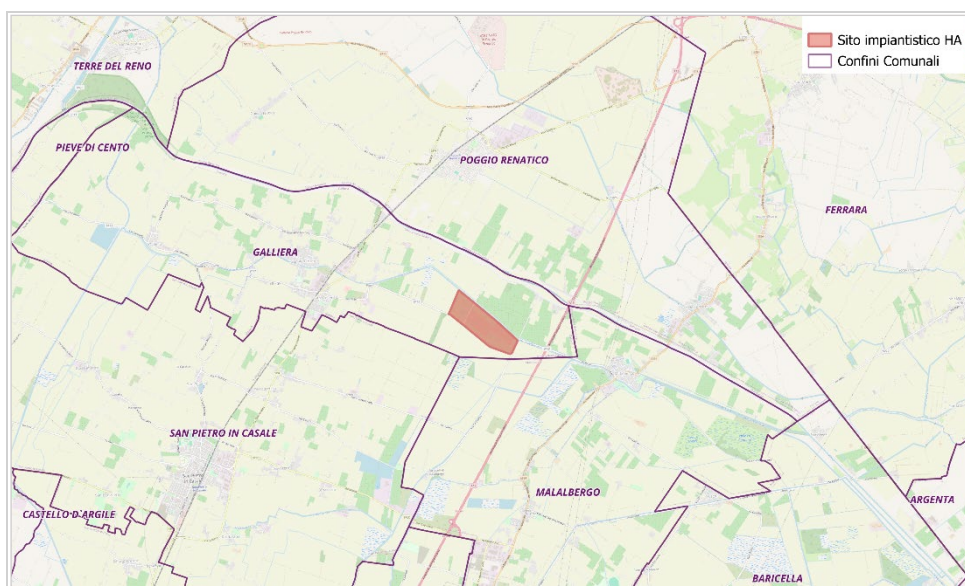 Sito impiantistico HA
Confini Comunali
TERRE DEL RENO
PIEVE DI CENTO
POGGIO RENATICO
FERRARA
GALLIERA
SAN PIETRO IN CASALE
MALALBERGO
ARGENTA
CASTELLO D'ARGILE
BARICELLA